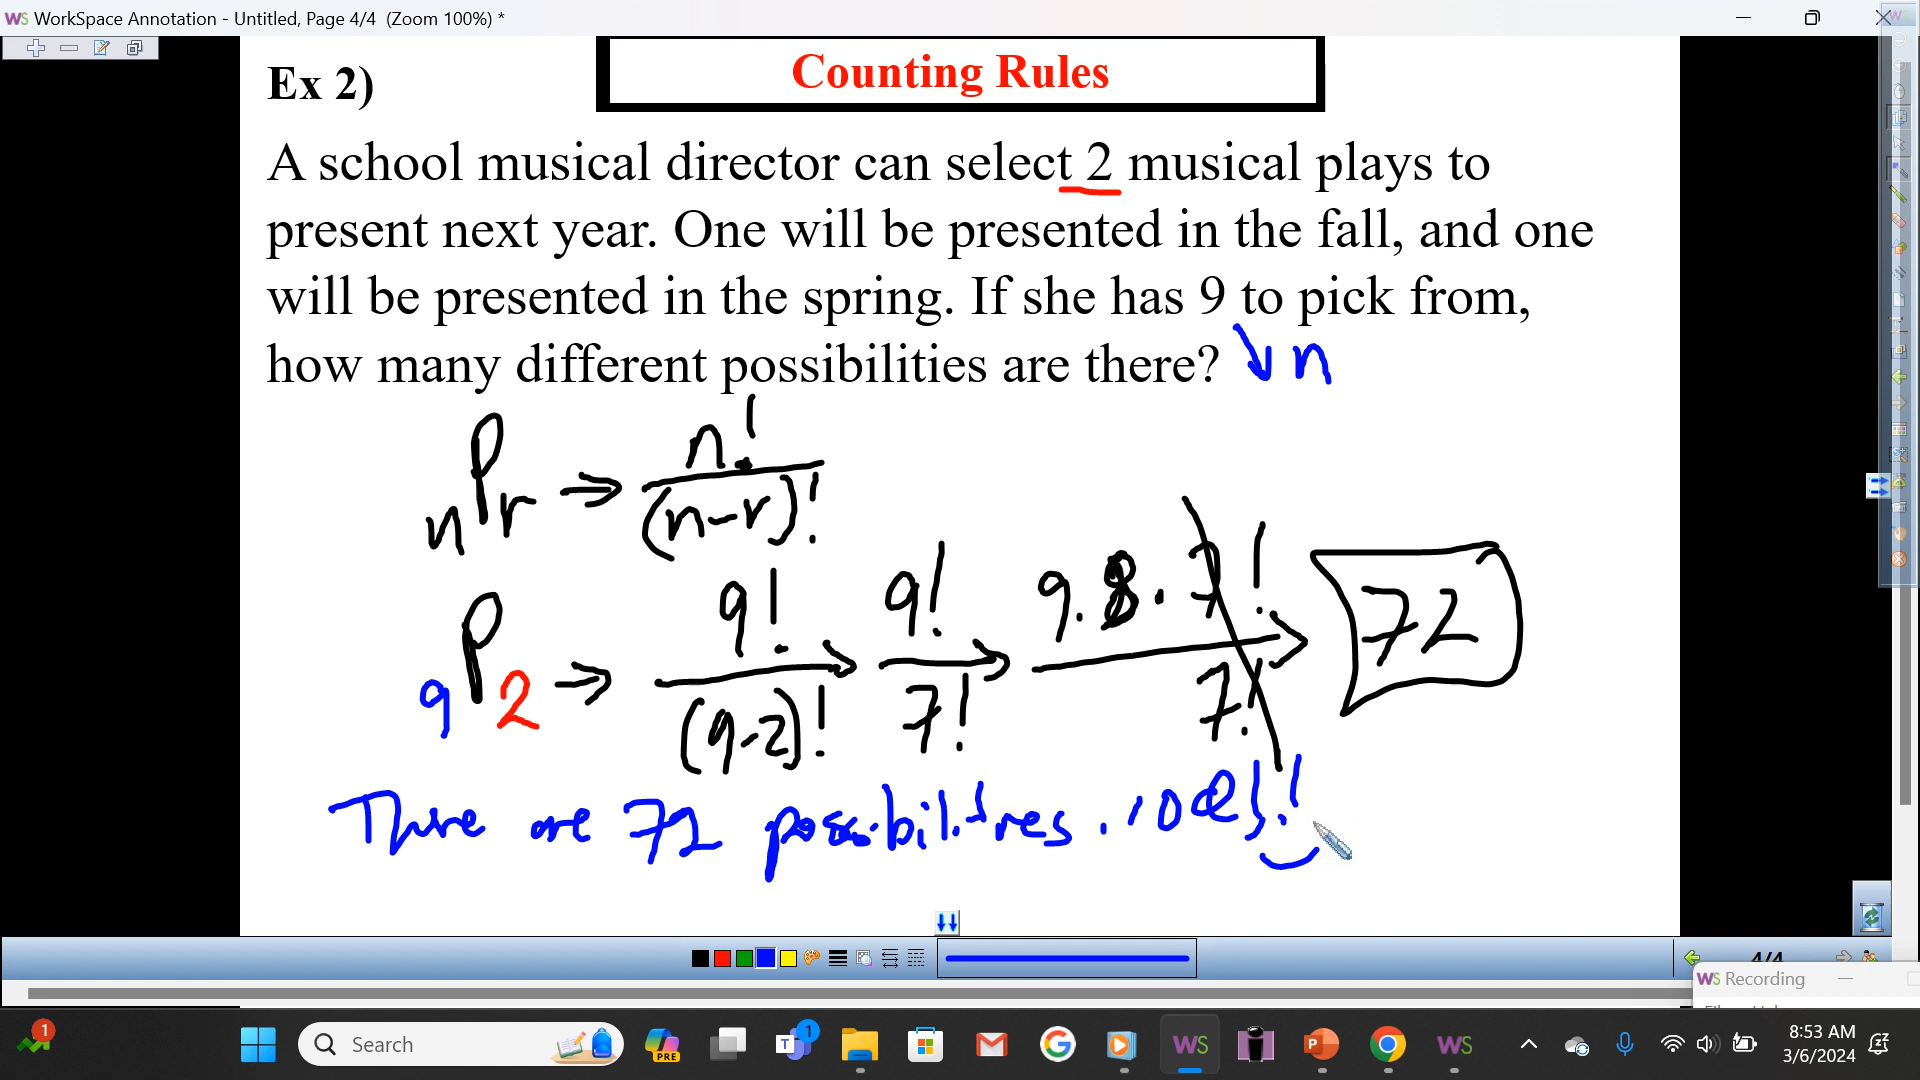 WorkSpace Annotation - Untitled, Page 4/4 (Zoom 100%) *
Ex 2)
Counting Rules
A school musical director can select 2 musical plays to
present next year. One will be presented in the fall, and one
will be presented in the spring. If she has 9 to pick from,
how many different possibilities are there? ↓ n
nPr → n!/(n-r)!
9P2 → 9!/(9-2)! → 9!/7! → 9.8.7!/7! → 72
There are 72 possibilities.
4/4
WS Recording
Search
PRE
1
1
8:53 AM
3/6/2024